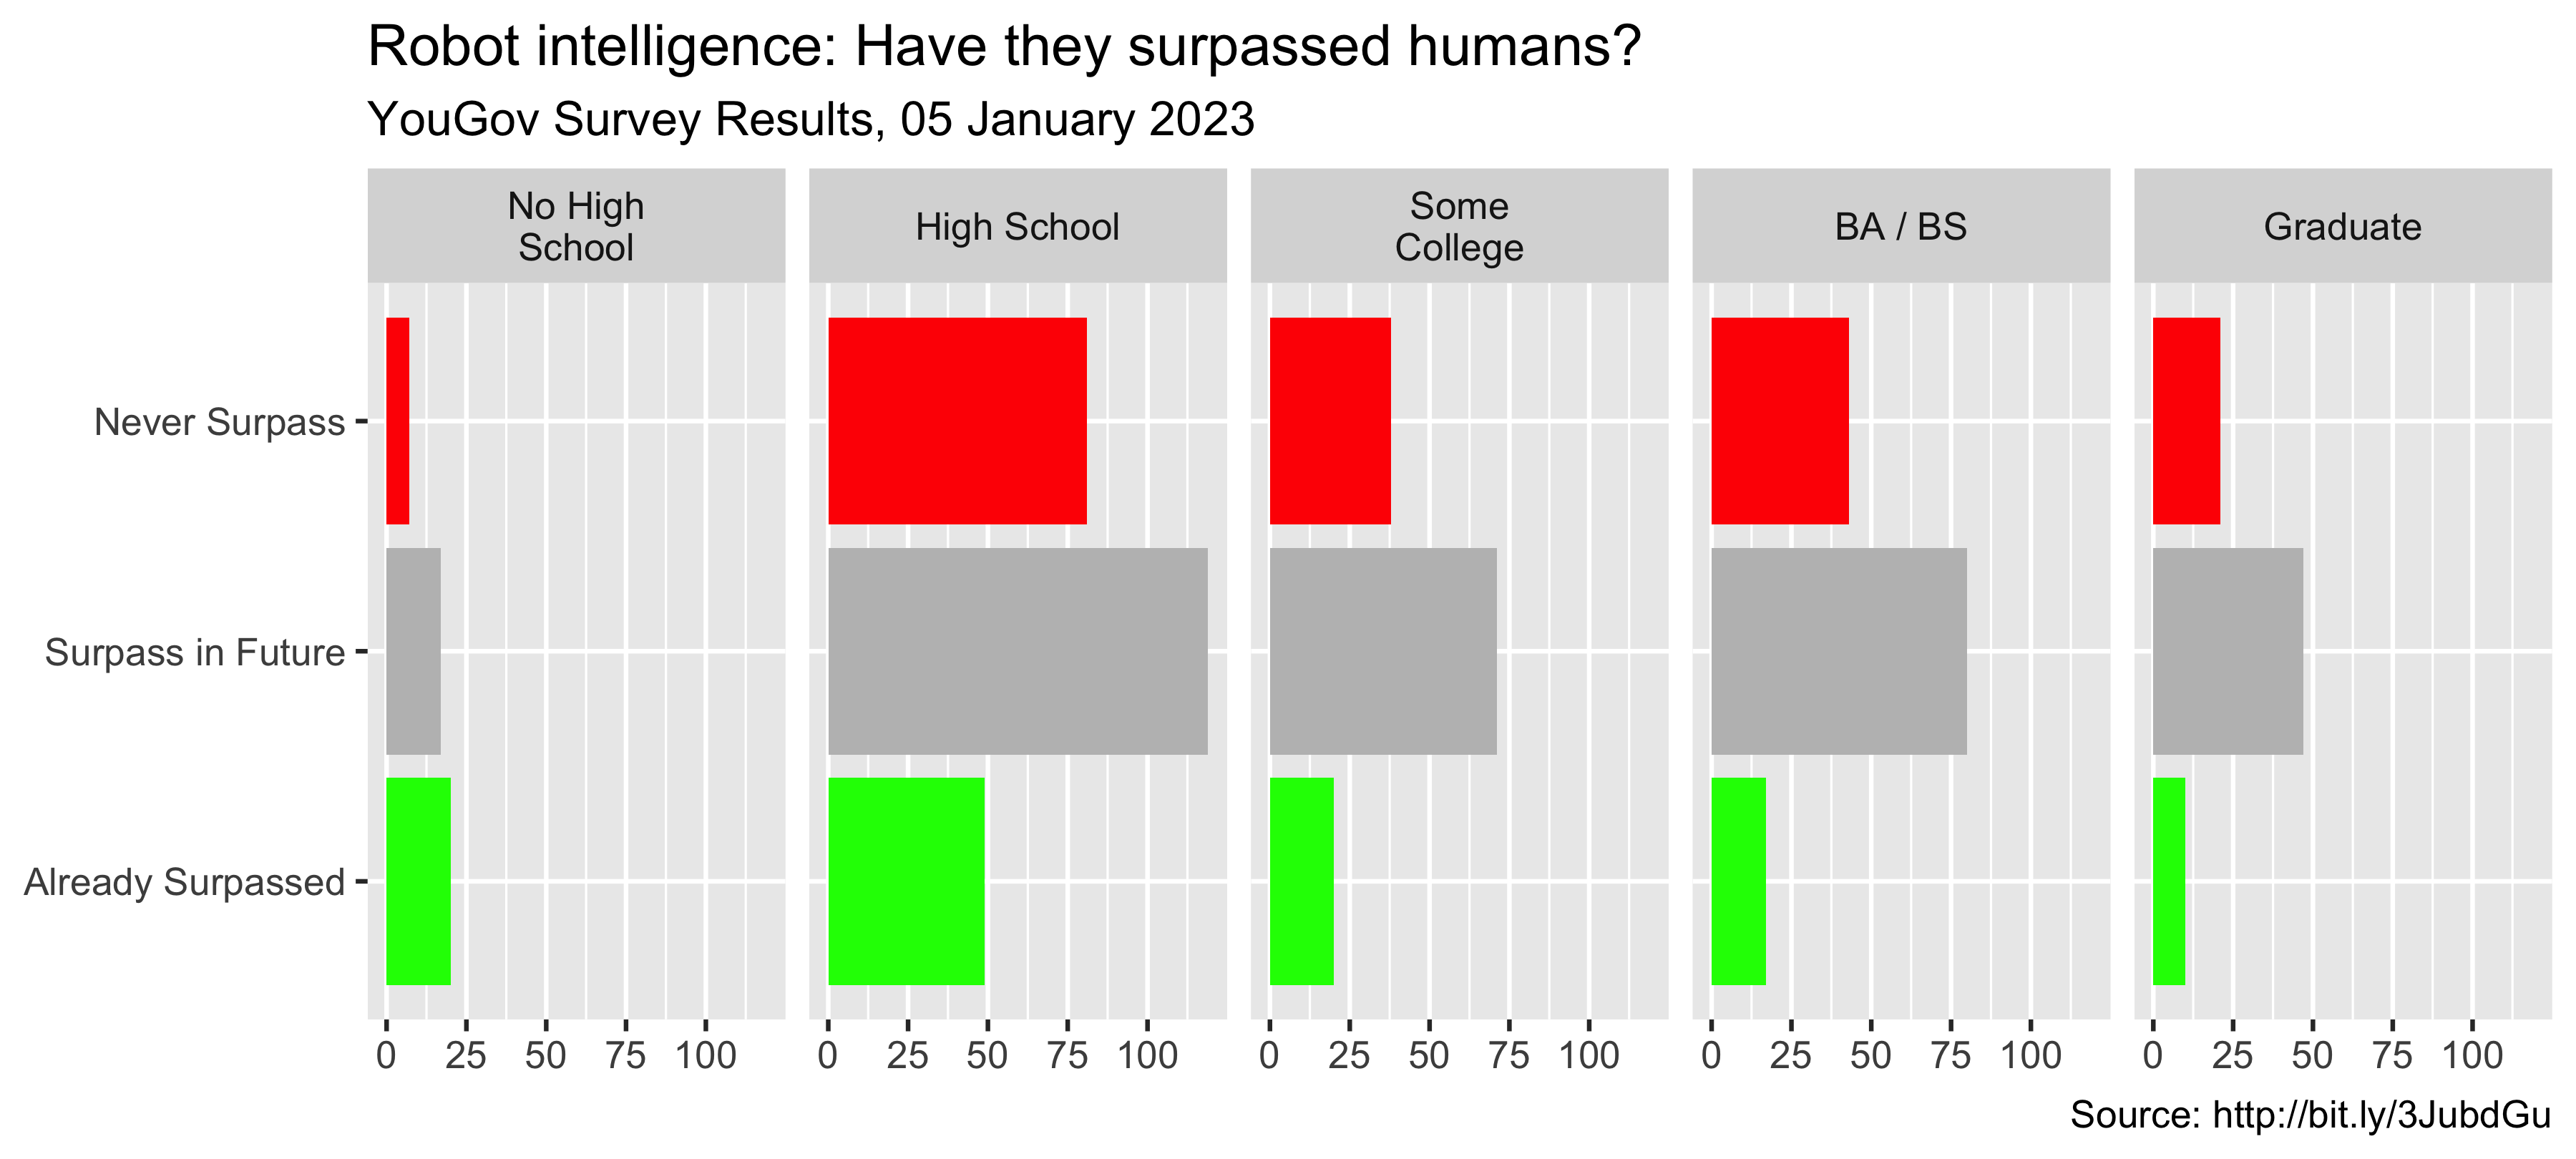 Robot intelligence: Have they surpassed humans?
YouGov Survey Results, 05 January 2023
No High
School
High School
Some
College
BA / BS
Graduate
Never Surpass
Surpass in Future
Already Surpassed
0 25 50 75 100
0 25 50 75 100
0 25 50 75 100
0 25 50 75 100
0 25 50 75 100
Source: http://bit.ly/3JubdGu